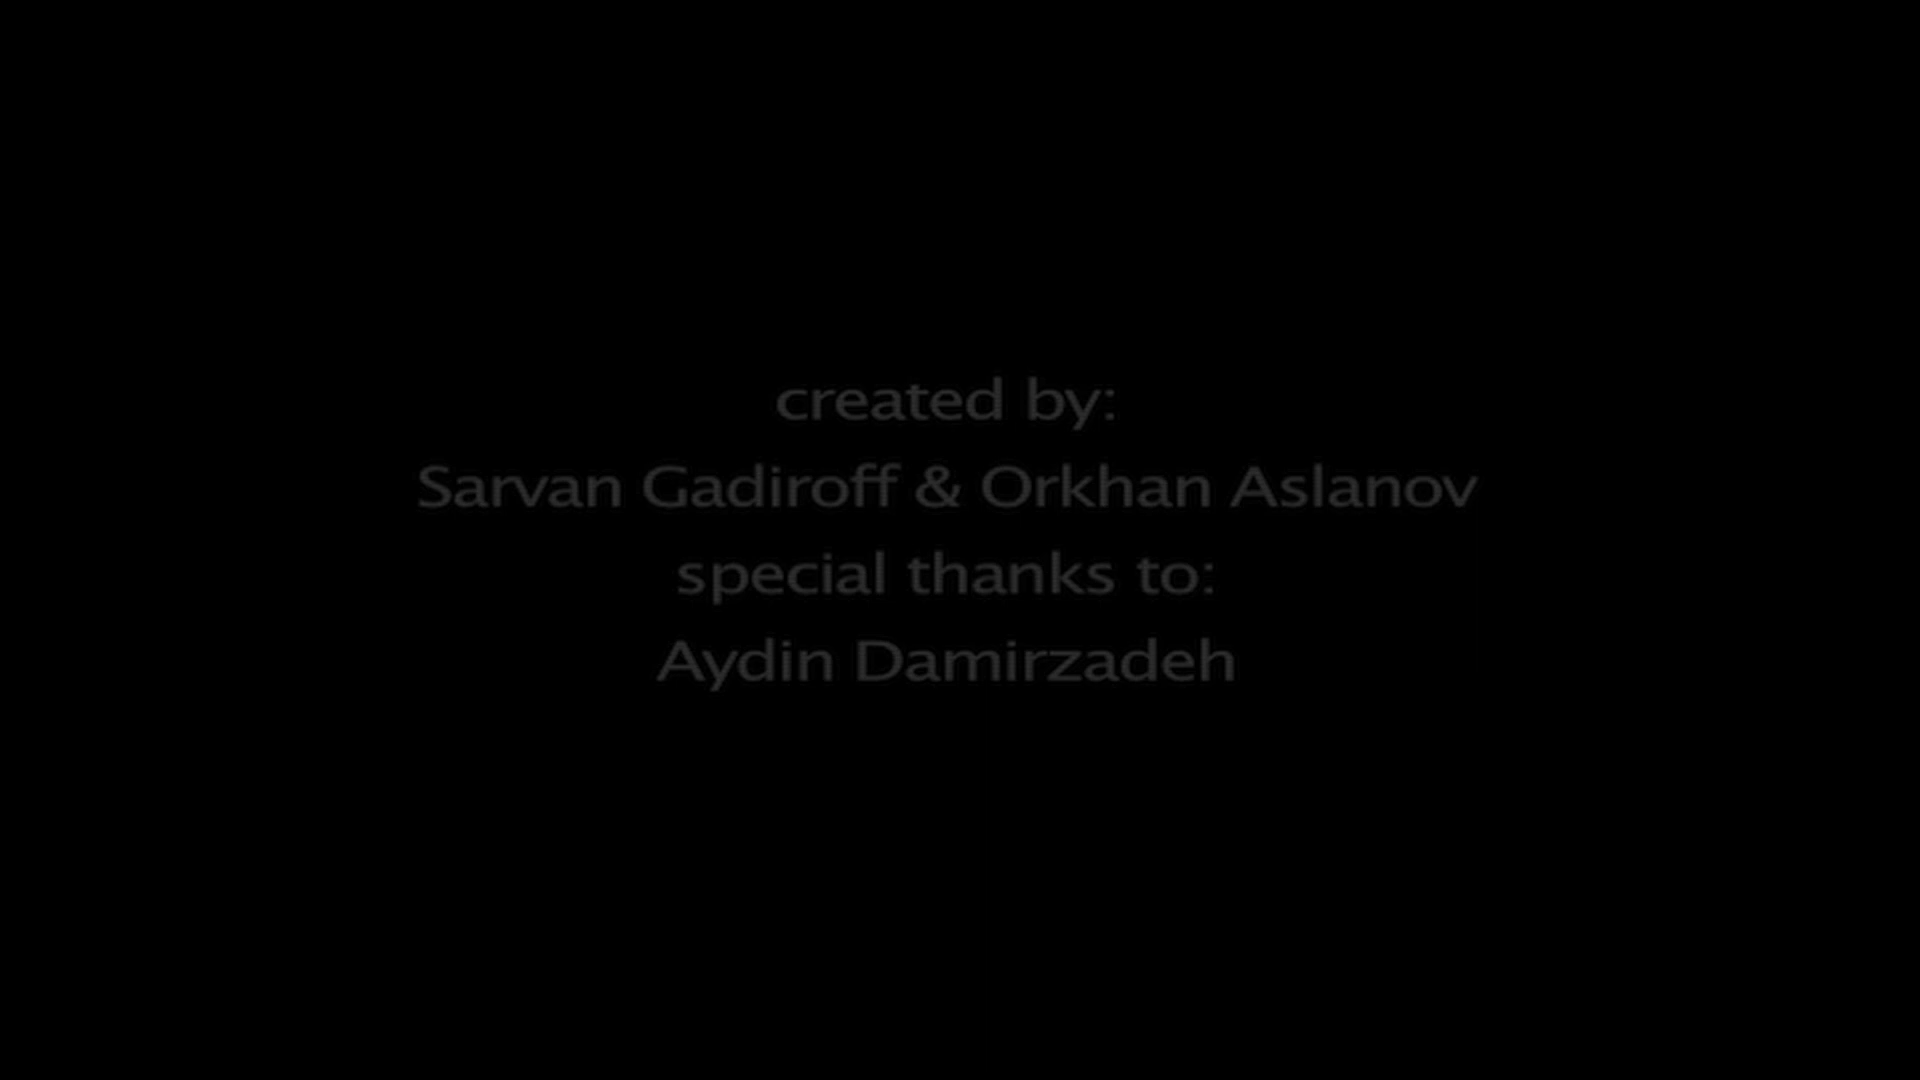 created by:
Sarvan Gadiroff & Orkhan Aslanov
special thanks to:
Aydin Damirzadeh